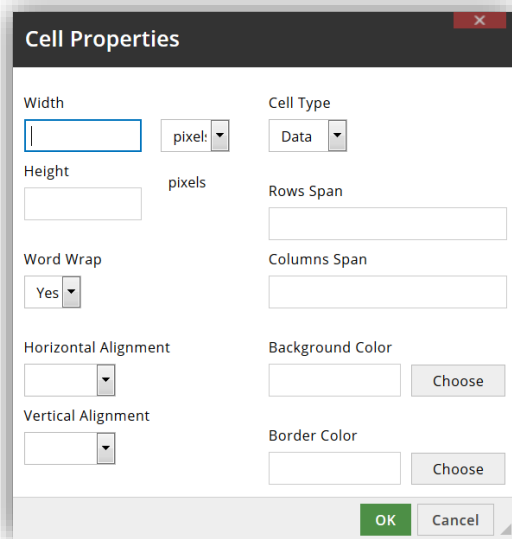 Cell Properties
Width
pixels
Height
pixels
Word Wrap
Yes
Horizontal Alignment
Vertical Alignment
Cell Type
Data
Rows Span
Columns Span
Background Color
Choose
Border Color
Choose
OK
Cancel